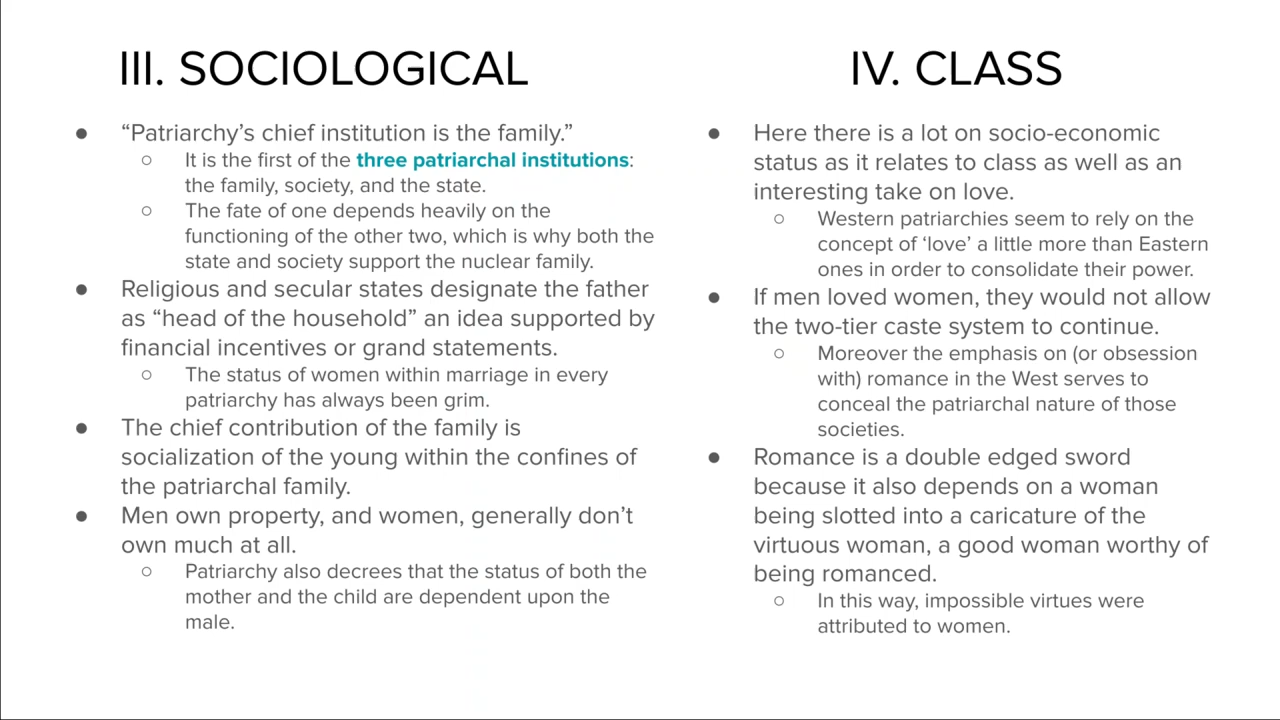 III. SOCIOLOGICAL
● “Patriarchy’s chief institution is the family.”
○ It is the first of the three patriarchal institutions:
the family, society, and the state.
○ The fate of one depends heavily on the
functioning of the other two, which is why both the
state and society support the nuclear family.
● Religious and secular states designate the father
as “head of the household” an idea supported by
financial incentives or grand statements.
○ The status of women within marriage in every
patriarchy has always been grim.
● The chief contribution of the family is
socialization of the young within the confines of
the patriarchal family.
● Men own property, and women, generally don’t
own much at all.
○ Patriarchy also decrees that the status of both the
mother and the child are dependent upon the
male.
IV. CLASS
● Here there is a lot on socio-economic
status as it relates to class as well as an
interesting take on love.
○ Western patriarchies seem to rely on the
concept of ‘love’ a little more than Eastern
ones in order to consolidate their power.
● If men loved women, they would not allow
the two-tier caste system to continue.
○ Moreover the emphasis on (or obsession
with) romance in the West serves to
conceal the patriarchal nature of those
societies.
● Romance is a double edged sword
because it also depends on a woman
being slotted into a caricature of the
virtuous woman, a good woman worthy of
being romanced.
○ In this way, impossible virtues were
attributed to women.